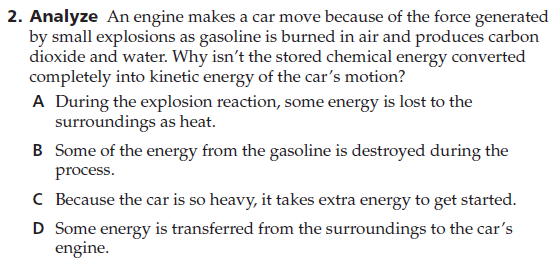 2. Analyze An engine makes a car move because of the force generated
by small explosions as gasoline is burned in air and produces carbon
dioxide and water. Why isn't the stored chemical energy converted
completely into kinetic energy of the car's motion?
A During the explosion reaction, some energy is lost to the
surroundings as heat.
B Some of the energy from the gasoline is destroyed during the
process.
C Because the car is so heavy, it takes extra energy to get started.
D Some energy is transferred from the surroundings to the car's
engine.